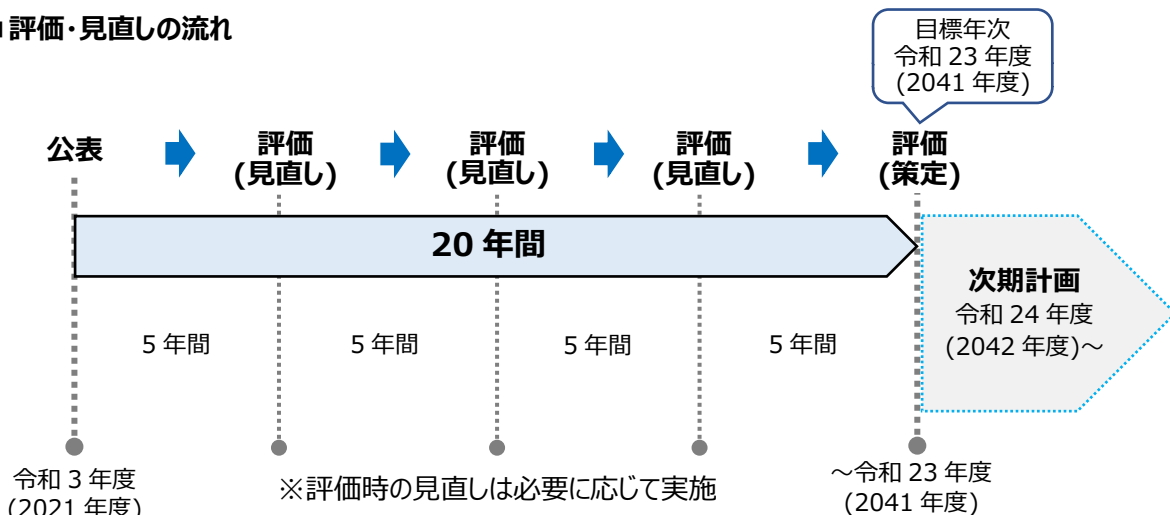 評価・見直しの流れ
目標年次
令和 23 年度
(2041 年度)
公表
評価
(見直し)
評価
(見直し)
評価
(見直し)
評価
(策定)
20 年間
次期計画
令和 24 年度
(2042 年度)～
5 年間
5 年間
5 年間
5 年間
令和 3 年度
(2021 年度)
※評価時の見直しは必要に応じて実施
～令和 23 年度
(2041 年度)